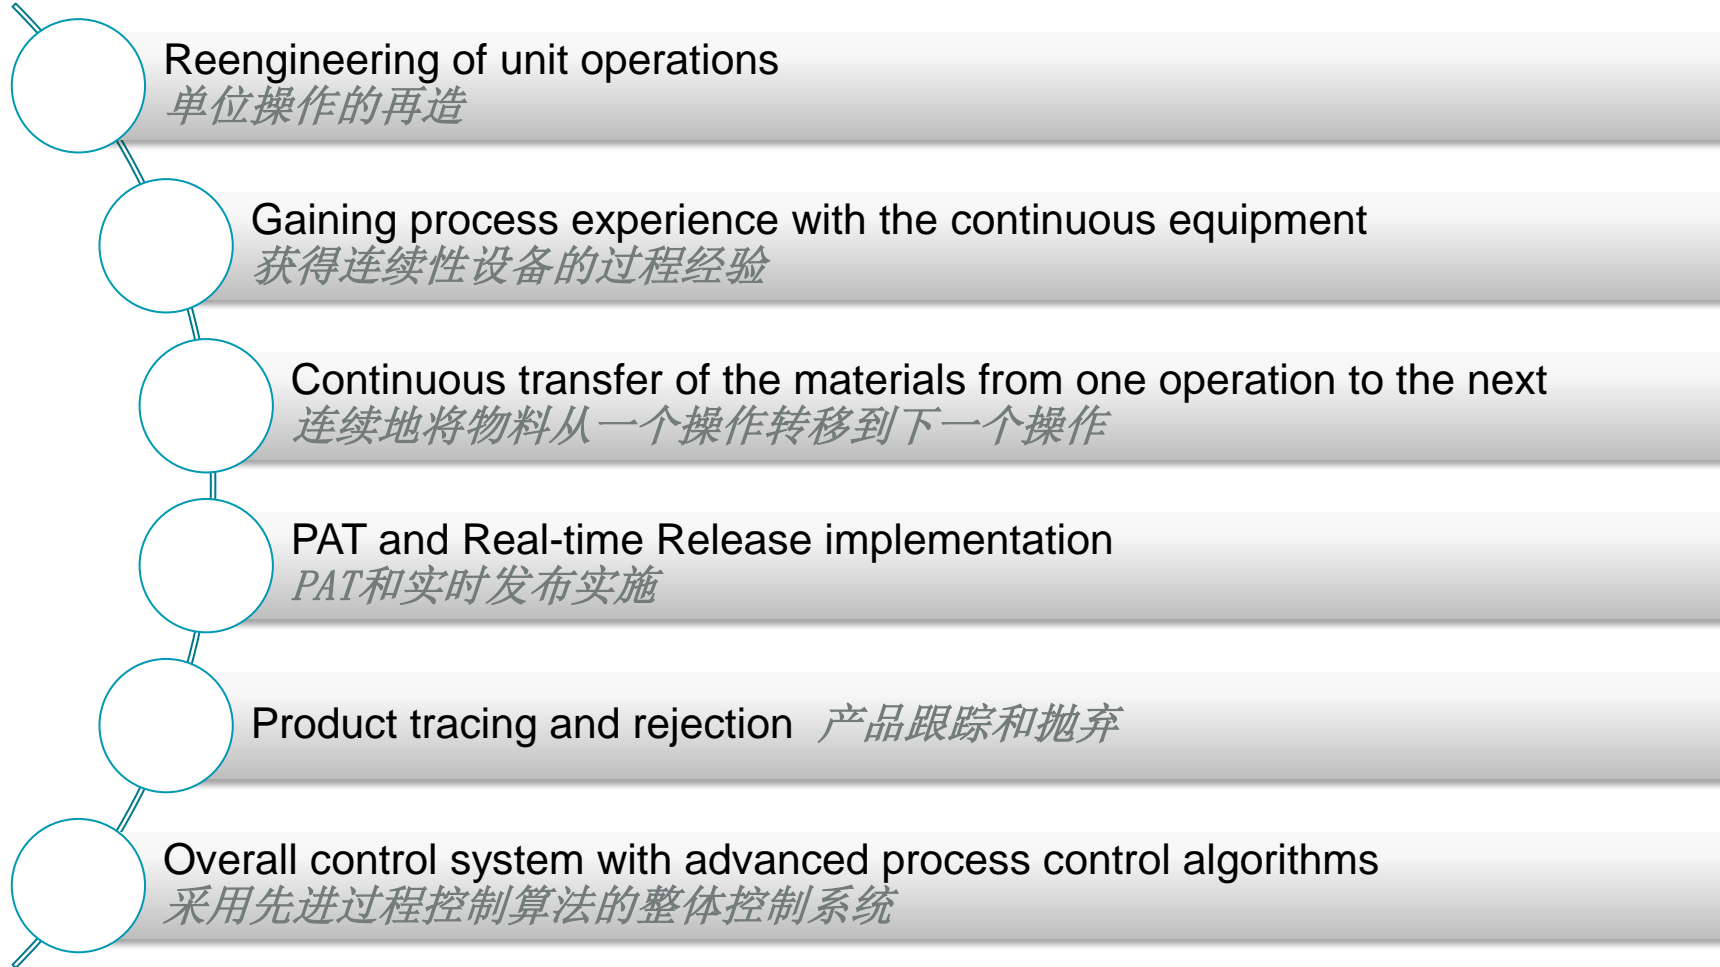 Reengineering of unit operations
单位操作的再造
Gaining process experience with the continuous equipment
获得连续性设备的过程经验
Continuous transfer of the materials from one operation to the next
连续地将物料从一个操作转移到下一个操作
PAT and Real-time Release implementation
PAT和实时发布实施
Product tracing and rejection 产品跟踪和抛弃
Overall control system with advanced process control algorithms
采用先进过程控制算法的整体控制系统